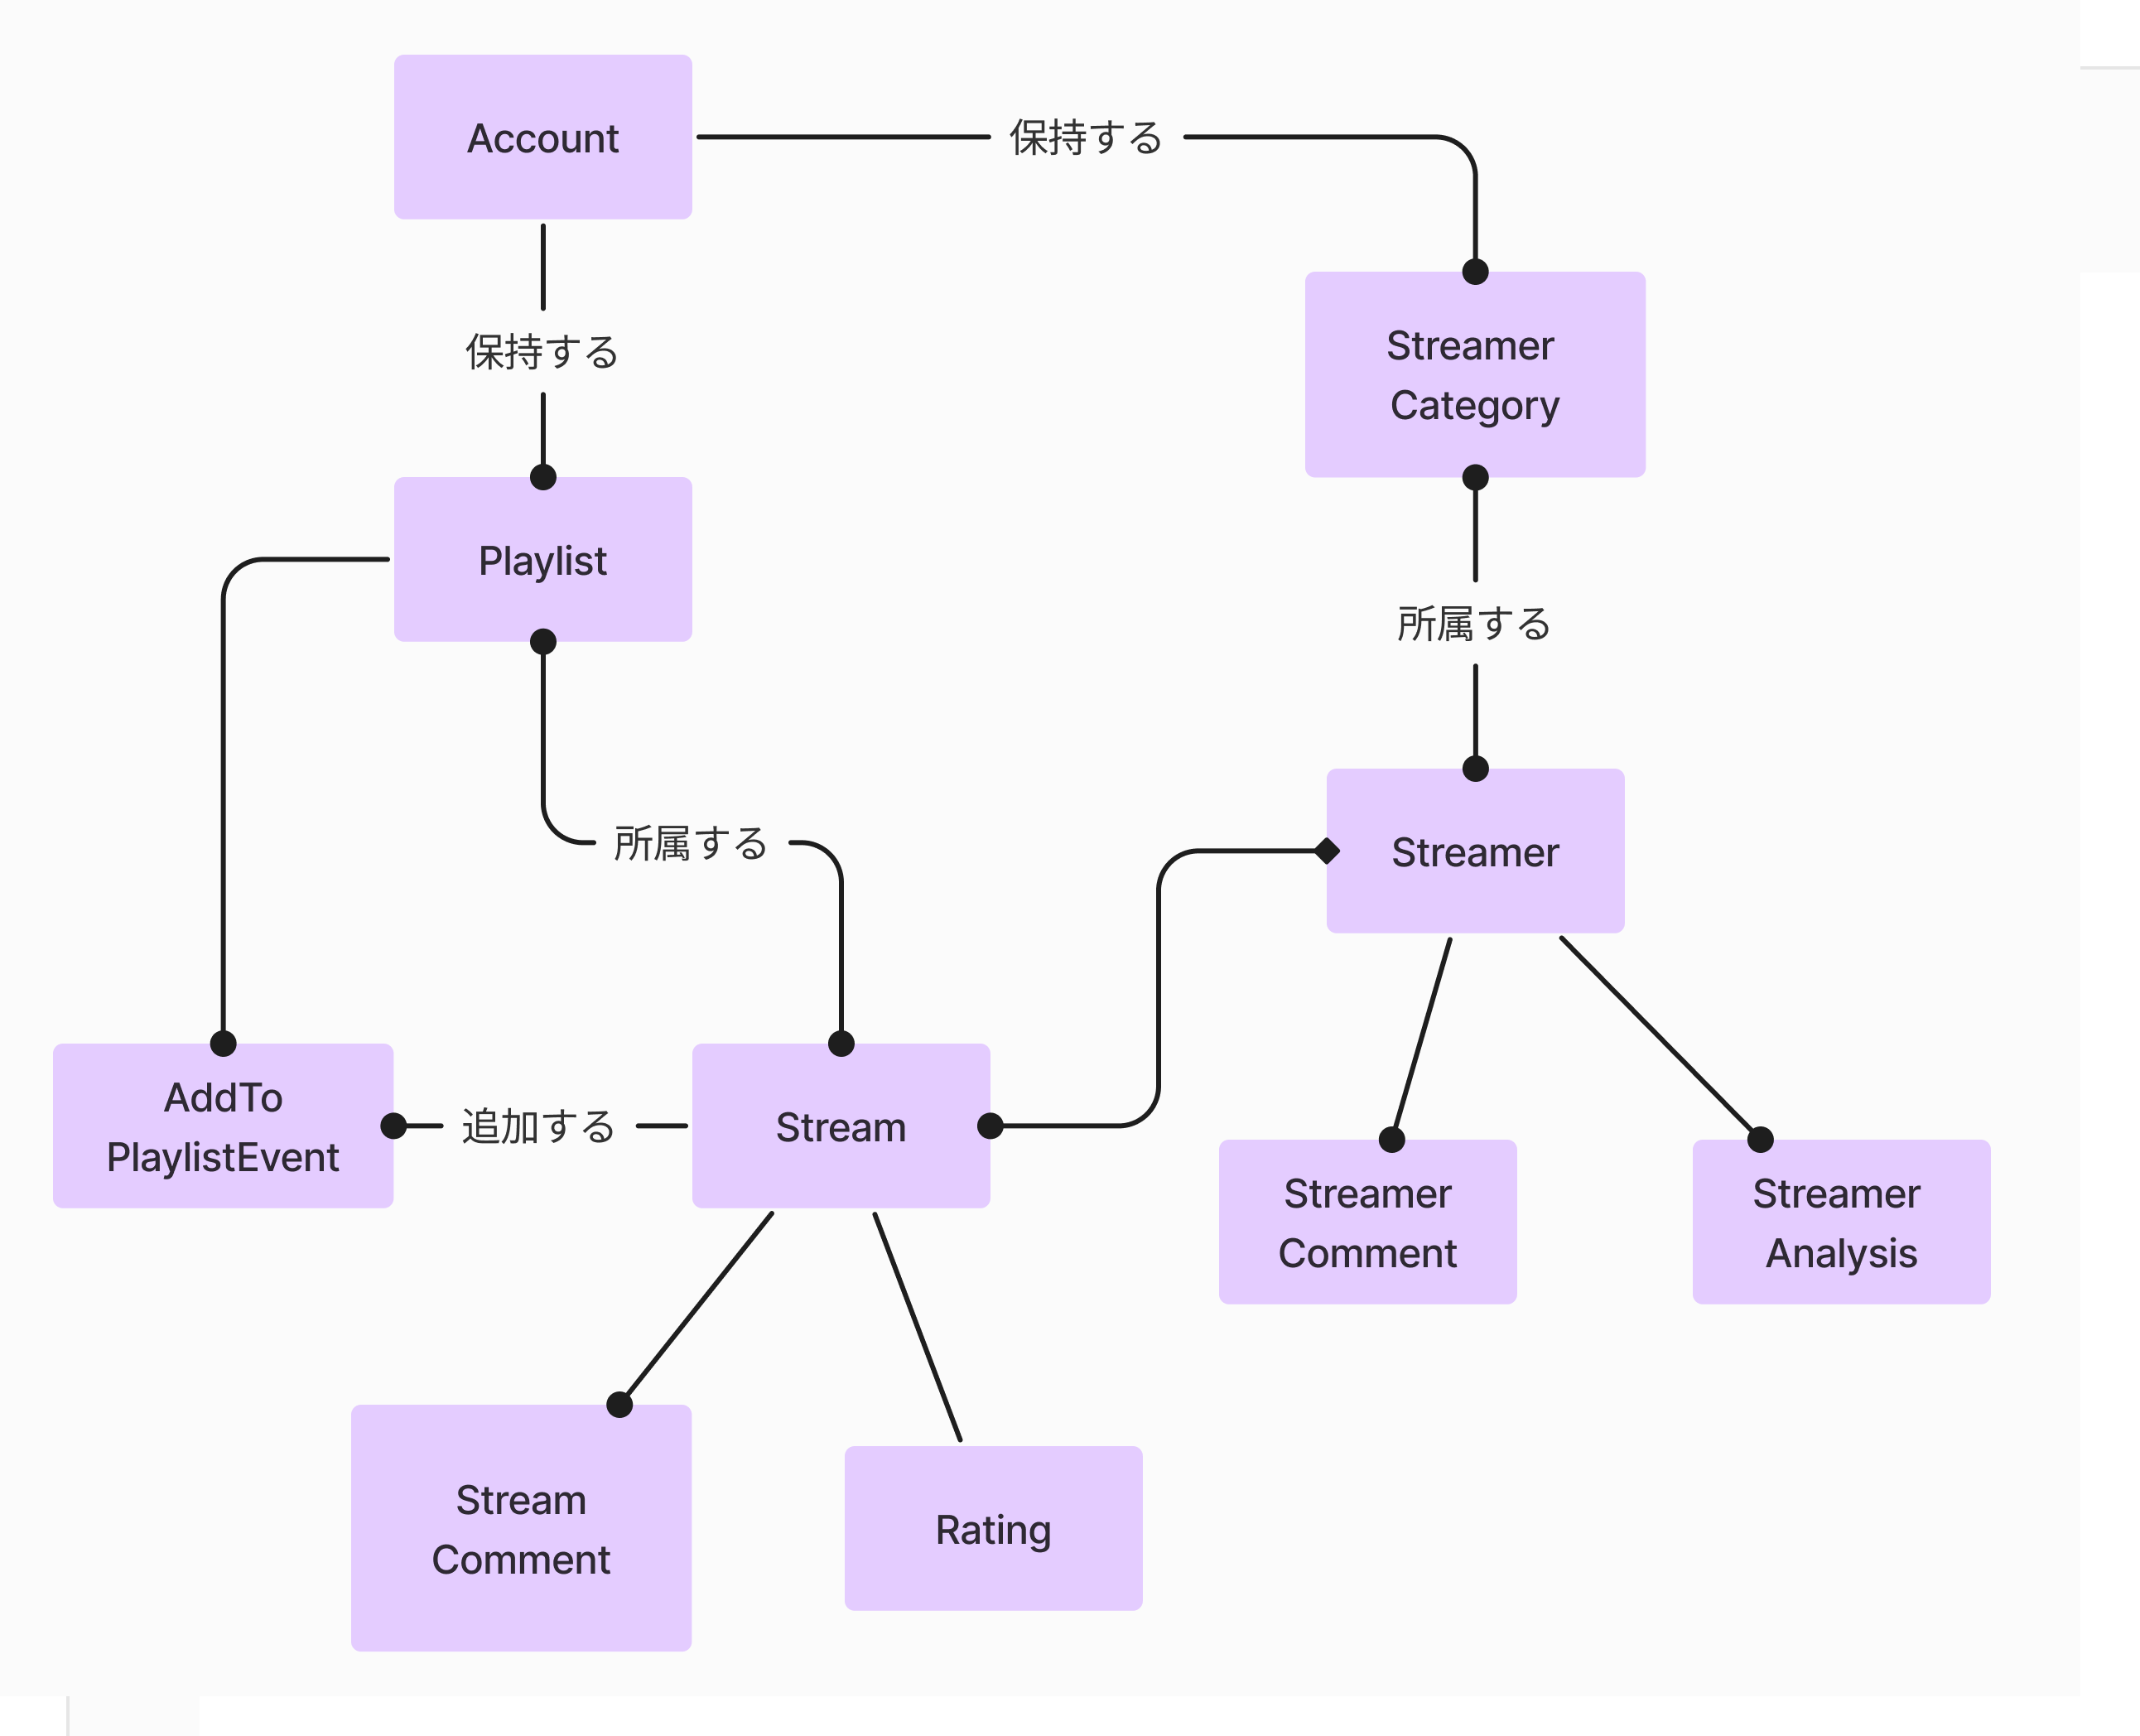 Account
保持する
保持する
Streamer
Category
Playlist
所属する
所属する
Streamer
AddTo
PlaylistEvent
追加する
Stream
Streamer
Comment
Streamer
Analysis
Stream
Comment
Rating